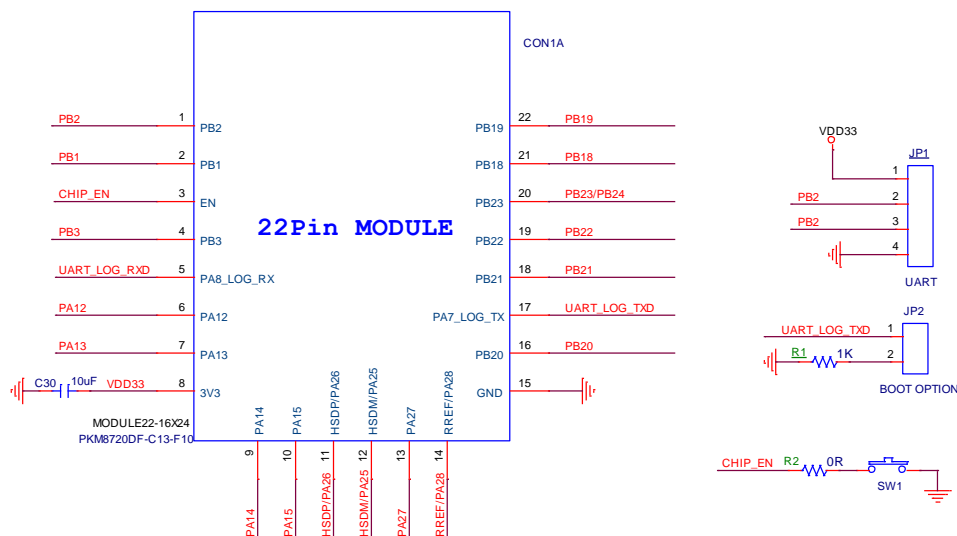 CON1A
PB2 1 PB2 PB19 22 PB19
PB1 2 PB1 PB18 21 PB18
CHIP_EN 3 EN PB23 20 PB23/PB24
22Pin MODULE
PB3 4 PB3 PB22 19 PB22
UART_LOG_RXD 5 PA8_LOG_RX PB21 18 PB21
PA12 6 PA12 PA7_LOG_TX 17 UART_LOG_TXD
PA13 7 PA13 PB20 16 PB20
C30 10uF VDD33 8 3V3 GND 15
MODULE22-16X24
PKM8720DF-C13-F10
PA14 PA15 HSDP/PA26 HSDM/PA25 PA27 RREF/PA28
9 10 11 12 13 14
PA14 PA15 HSDP/PA26 HSDM/PA25 PA27 RREF/PA28
VDD33
JP1
1
PB2 2
PB2 3
4
UART
JP2
UART_LOG_TXD 1
R1 1K 2
BOOT OPTION
CHIP_EN R2 0R
SW1